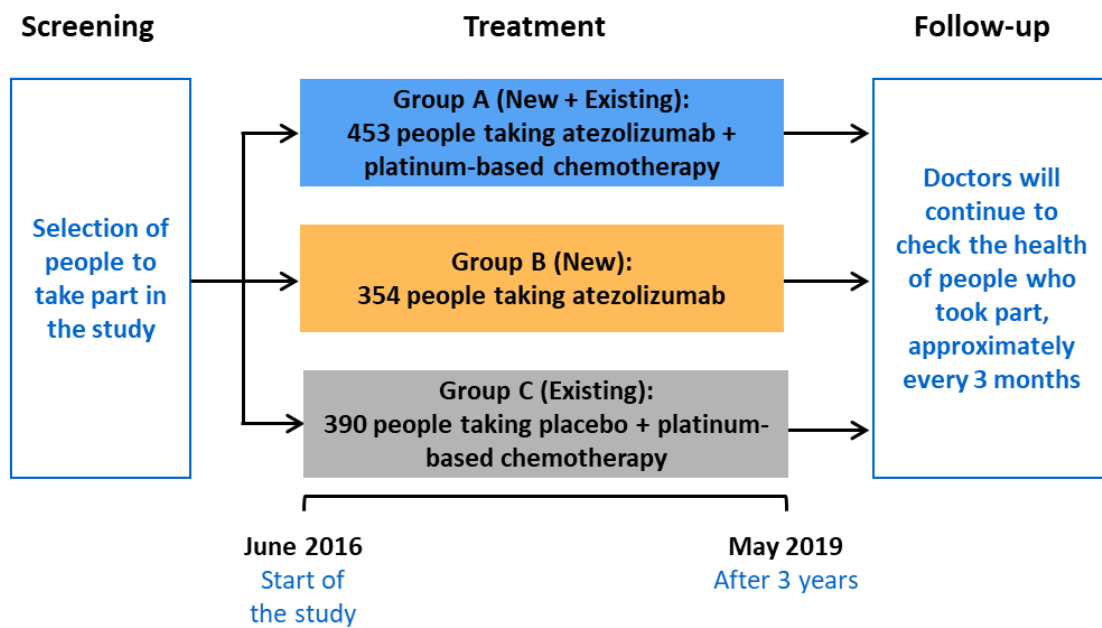 Screening
Treatment
Follow-up
Selection of
people to
take part in
the study
Group A (New + Existing):
453 people taking atezolizumab +
platinum-based chemotherapy
Group B (New):
354 people taking atezolizumab
Group C (Existing):
390 people taking placebo + platinum-
based chemotherapy
Doctors will
continue to
check the health
of people who
took part,
approximately
every 3 months
June 2016
Start of
the study
May 2019
After 3 years